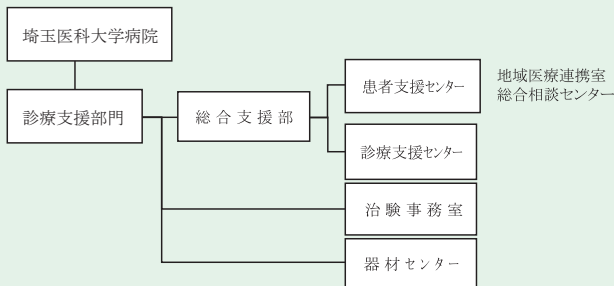 埼玉医科大学病院
診療支援部門
総合支援部
患者支援センター
地域医療連携室
総合相談センター
診療支援センター
治験事務室
器材センター